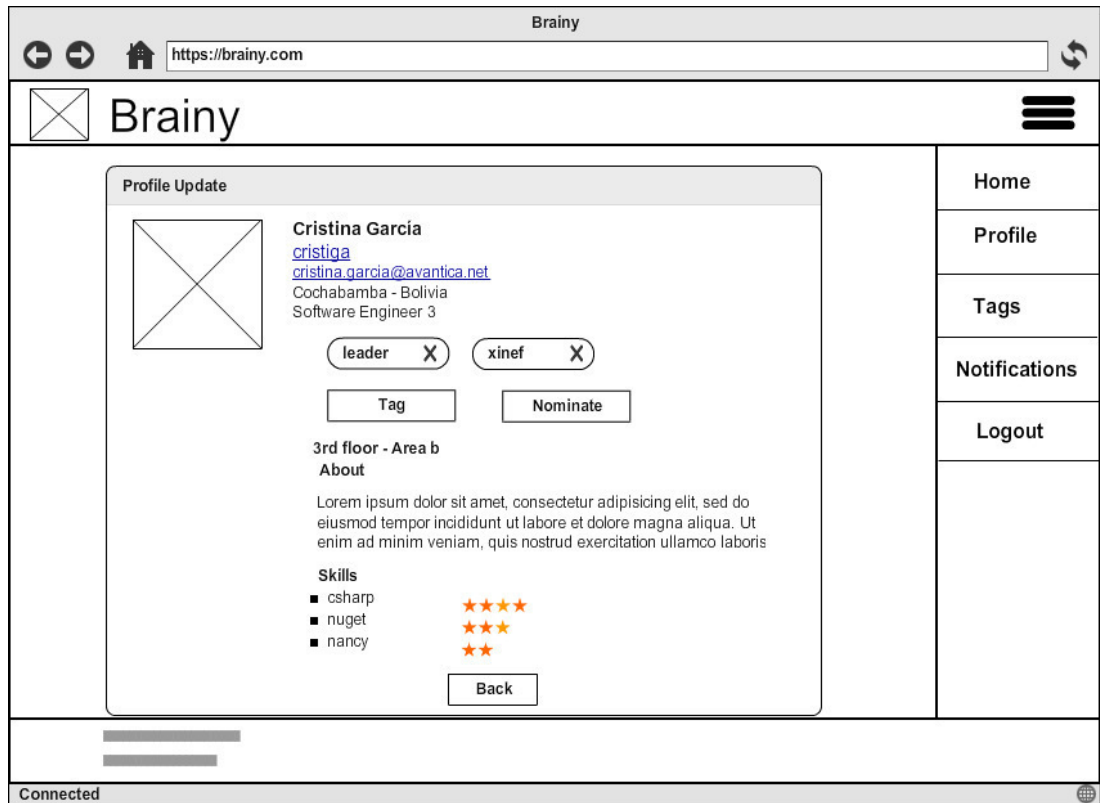 Brainy
https://brainy.com
Brainy
Profile Update
Cristina García
cristiga
cristina.garcia@avantica.net
Cochabamba - Bolivia
Software Engineer 3
leader X xinef X
Tag Nominate
3rd floor - Area b
About
Lorem ipsum dolor sit amet, consectetur adipisicing elit, sed do
eiusmod tempor incididunt ut labore et dolore magna aliqua. Ut
enim ad minim veniam, quis nostrud exercitation ullamco laboris
Skills
csharp
nuget
nancy
Back
Home
Profile
Tags
Notifications
Logout
Connected